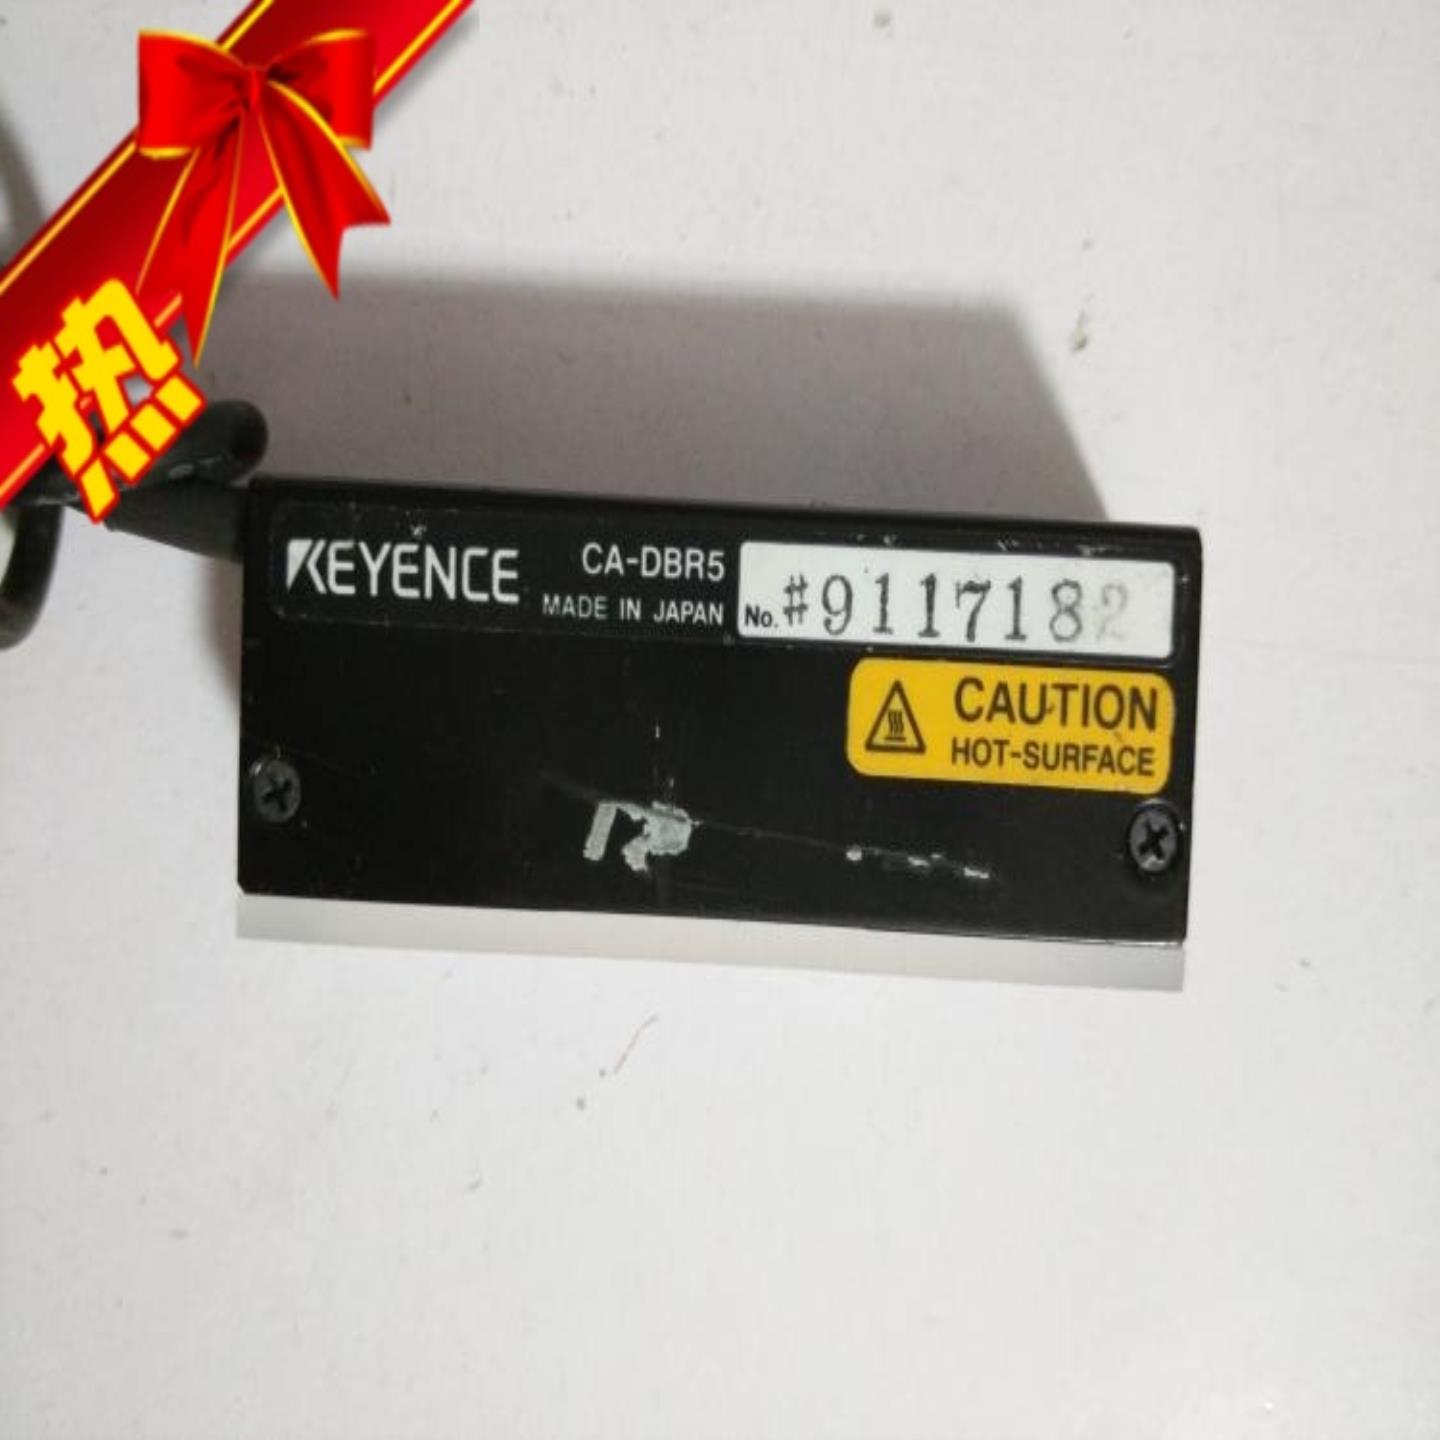 热
KEYENCE
CA-DBR5
MADE IN JAPAN
No. #9117182
CAUTION
HOT-SURFACE